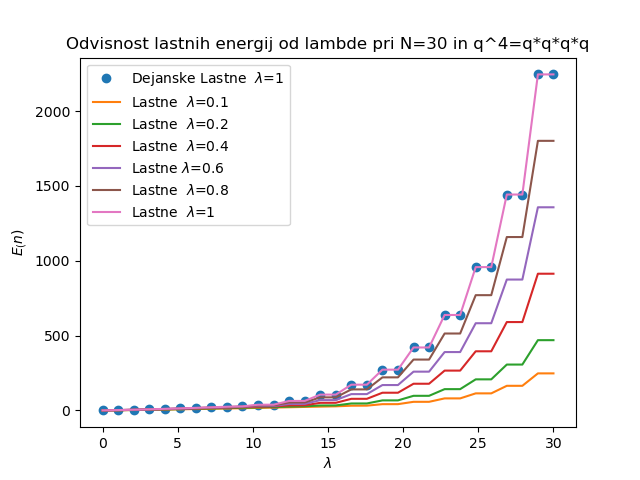 Odvisnost lastnih energij od lambde pri N=30 in q^4=q*q*q*q
Dejanske Lastne λ=1
Lastne λ=0.1
Lastne λ=0.2
Lastne λ=0.4
Lastne λ=0.6
Lastne λ=0.8
Lastne λ=1
E(n)
2000
1500
1000
500
0
0 5 10 15 20 25 30
λ